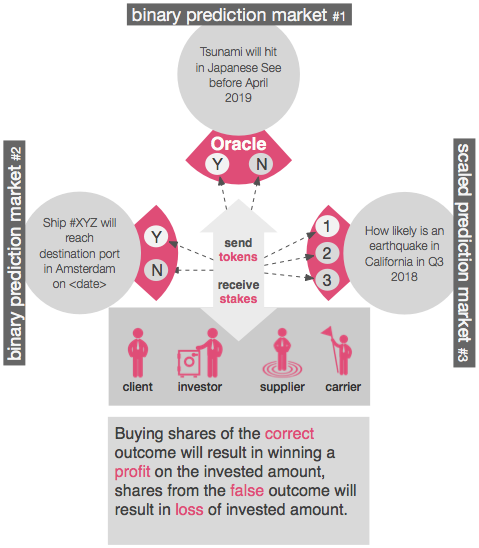 binary prediction market #1
Tsunami will hit
in Japanese See
before April
2019
Oracle
Y N
binary prediction market #2
Ship #XYZ will
reach
destination port
in Amsterdam
on <date>
Y
N
send
tokens
receive
stakes
1
2
3
How likely is an
earthquake in
California in Q3
2018
scaled prediction market #3
client investor supplier carrier
Buying shares of the correct
outcome will result in winning a
profit on the invested amount,
shares from the false outcome will
result in loss of invested amount.